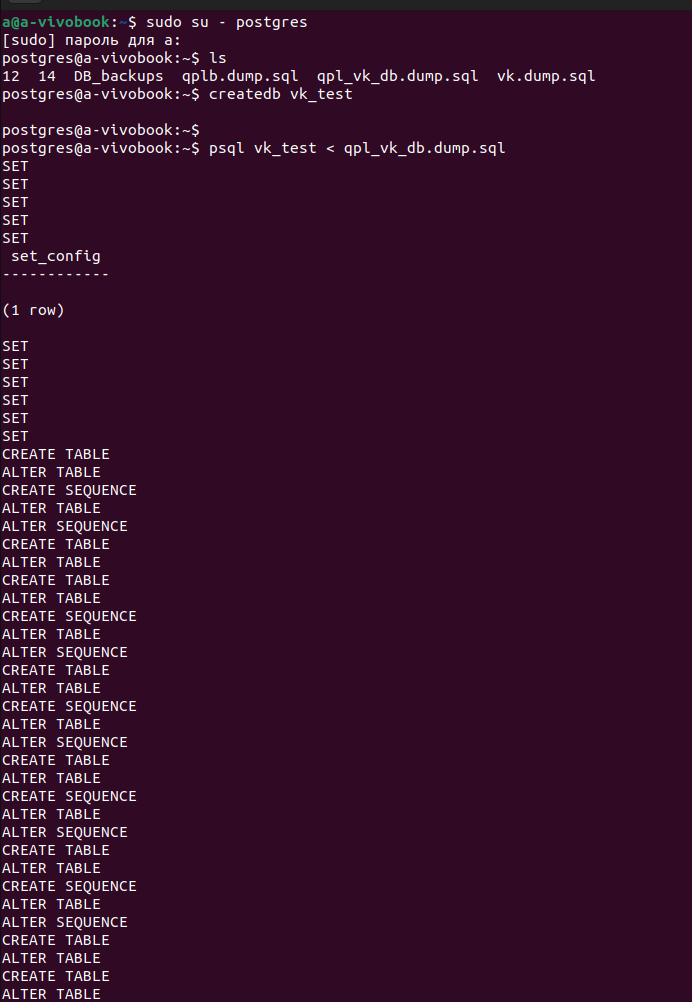 a@a-vivobook:~$ sudo su - postgres
[sudo] пароль для a:
postgres@a-vivobook:~$ ls
12  14  DB_backups  qplb.dump.sql  qpl_vk_db.dump.sql  vk.dump.sql
postgres@a-vivobook:~$ createdb vk_test
postgres@a-vivobook:~$
postgres@a-vivobook:~$ psql vk_test < qpl_vk_db.dump.sql
SET
SET
SET
SET
SET
set_config
------------
(1 row)
SET
SET
SET
SET
SET
SET
CREATE TABLE
ALTER TABLE
CREATE SEQUENCE
ALTER TABLE
ALTER SEQUENCE
CREATE TABLE
ALTER TABLE
CREATE TABLE
ALTER TABLE
CREATE SEQUENCE
ALTER TABLE
ALTER SEQUENCE
CREATE TABLE
ALTER TABLE
CREATE SEQUENCE
ALTER TABLE
ALTER SEQUENCE
CREATE TABLE
ALTER TABLE
CREATE SEQUENCE
ALTER TABLE
ALTER SEQUENCE
CREATE TABLE
ALTER TABLE
CREATE SEQUENCE
ALTER TABLE
ALTER SEQUENCE
CREATE TABLE
ALTER TABLE
CREATE TABLE
ALTER TABLE